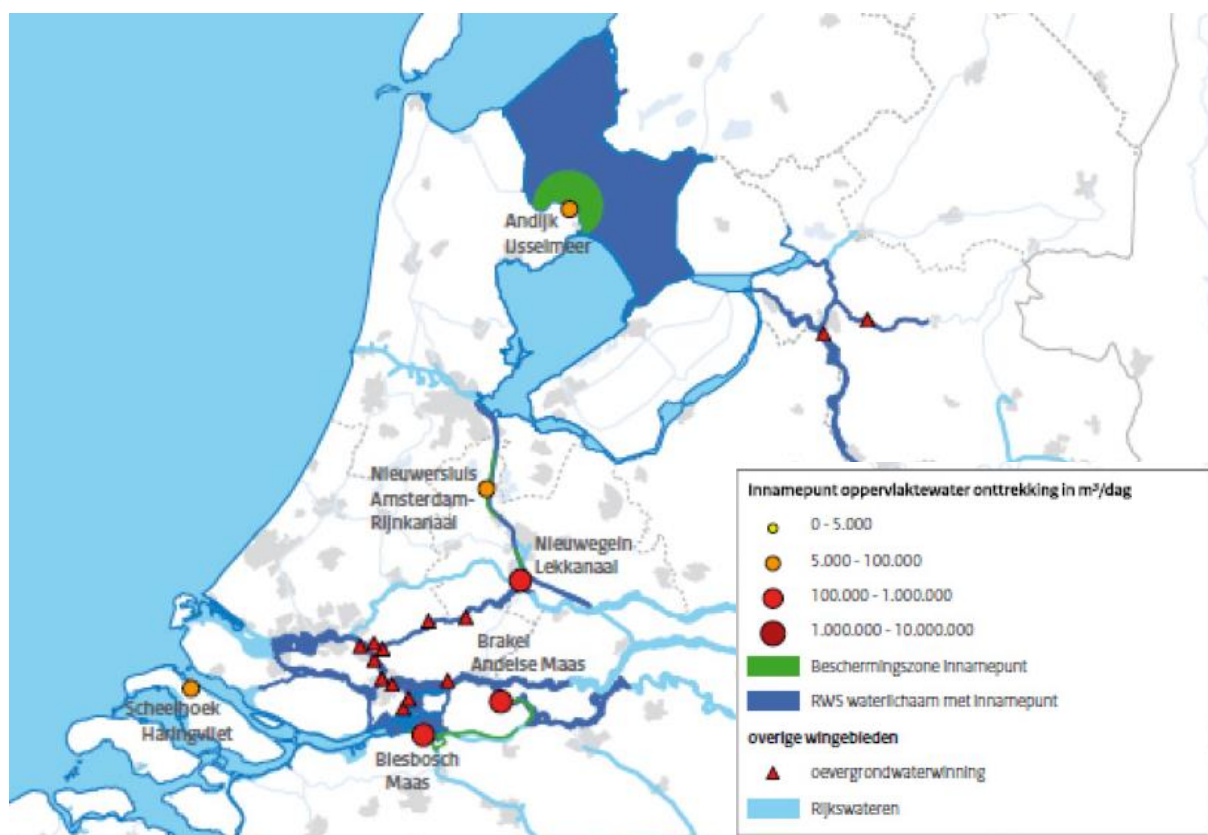 Andijk
IJsselmeer
Nieuwersluis
Amsterdam-
Rijnkanaal
Nieuwegein
Lekkanaal
Brakel
Andelse Maas
Scheelhoek
Haringvliet
Biesbosch
Maas
Innamepunt oppervlaktewater onttrekking in m³/dag
0 - 5.000
5.000 - 100.000
100.000 - 1.000.000
1.000.000 - 10.000.000
Beschermingszone Innamepunt
RWS waterlichaam met Innamepunt
overige wingebieden
oevergrondwaterwinning
Rijkswateren